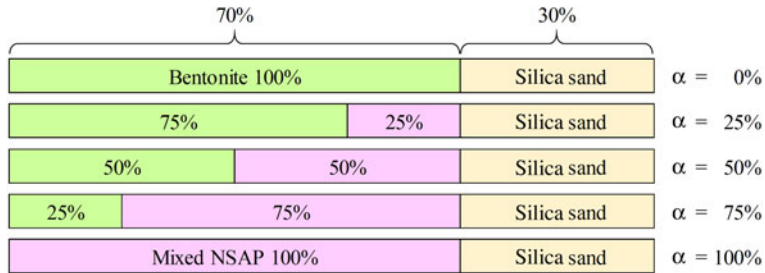 70% 30%
Bentonite 100% Silica sand α = 0%
75% 25% Silica sand α = 25%
50% 50% Silica sand α = 50%
25% 75% Silica sand α = 75%
Mixed NSAP 100% Silica sand α = 100%